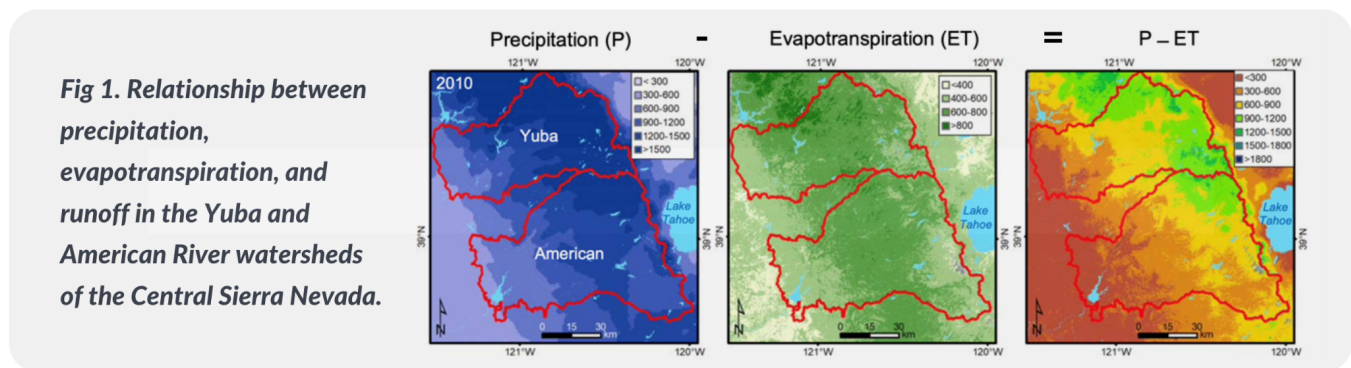 Precipitation (P) - Evapotranspiration (ET) = P – ET
Fig 1. Relationship between
precipitation,
evapotranspiration, and
runoff in the Yuba and
American River watersheds
of the Central Sierra Nevada.
121°W 120°W
2010
< 300
300-600
600-900
900-1200
1200-1500
>1500
Yuba
American
Lake
Tahoe
39°N
39°N
N
0 15 30
km
121°W 120°W
121°W 120°W
<400
400-600
600-800
>800
Lake
Tahoe
39°N
N
0 15 30
km
121°W 120°W
121°W 120°W
<300
300-600
600-900
900-1200
1200-1500
1500-1800
>1800
Lake
Tahoe
39°N
N
0 15 30
km
121°W 120°W